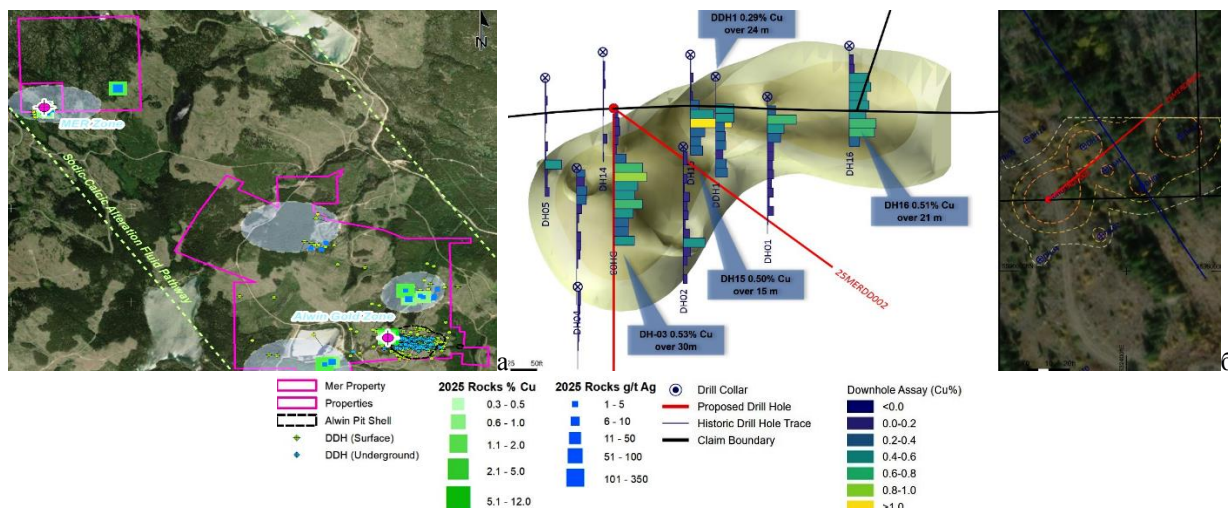 N
MER Zone
Sodic-Calcic Alteration Fluid Pathway
Alwin Gold Zone
а
DDH1 0.29% Cu
over 24 m
DH05
DH14
DH15
DDH1
DH01
DH16
DH04
DH03
DH02
DH16 0.51% Cu
over 21 m
DH15 0.50% Cu
over 15 m
DH-03 0.53% Cu
over 30m
25MERDD002
25 50ft
б
Mer Property
Properties
Alwin Pit Shell
DDH (Surface)
DDH (Underground)
2025 Rocks % Cu
0.3 - 0.5
0.6 - 1.0
1.1 - 2.0
2.1 - 5.0
5.1 - 12.0
2025 Rocks g/t Ag
1 - 5
6 - 10
11 - 50
51 - 100
101 - 350
Drill Collar
Proposed Drill Hole
Historic Drill Hole Trace
Claim Boundary
Downhole Assay (Cu%)
<0.0
0.0-0.2
0.2-0.4
0.4-0.6
0.6-0.8
0.8-1.0
>1.0